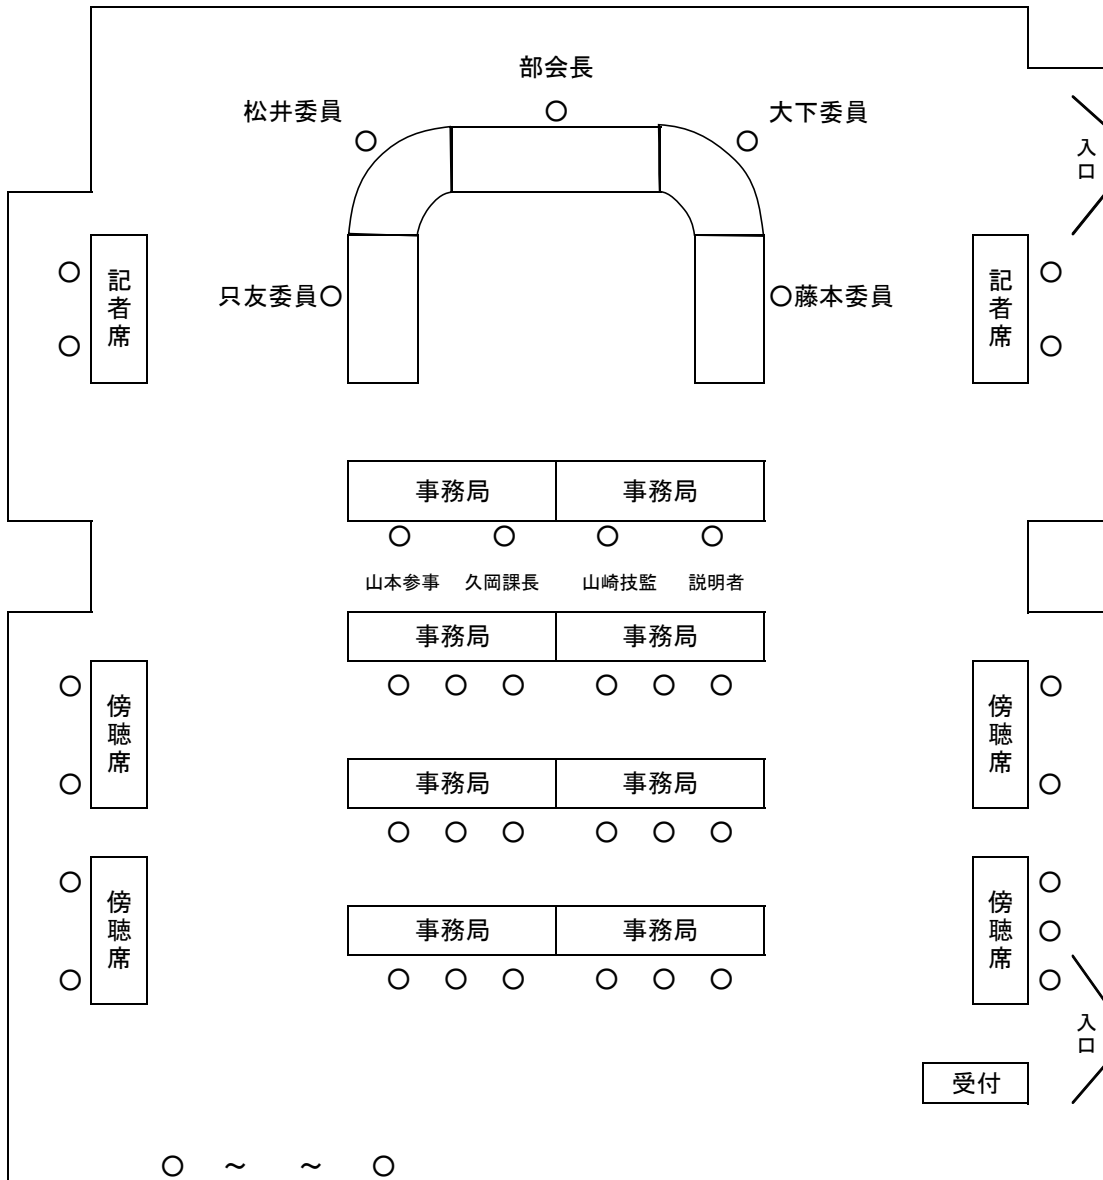 部会長
松井委員
大下委員
入口
只友委員
藤本委員
記者席
記者席
事務局
事務局
山本参事
久岡課長
山崎技監
説明者
事務局
事務局
傍聴席
傍聴席
事務局
事務局
傍聴席
傍聴席
事務局
事務局
入口
受付
〜 〜